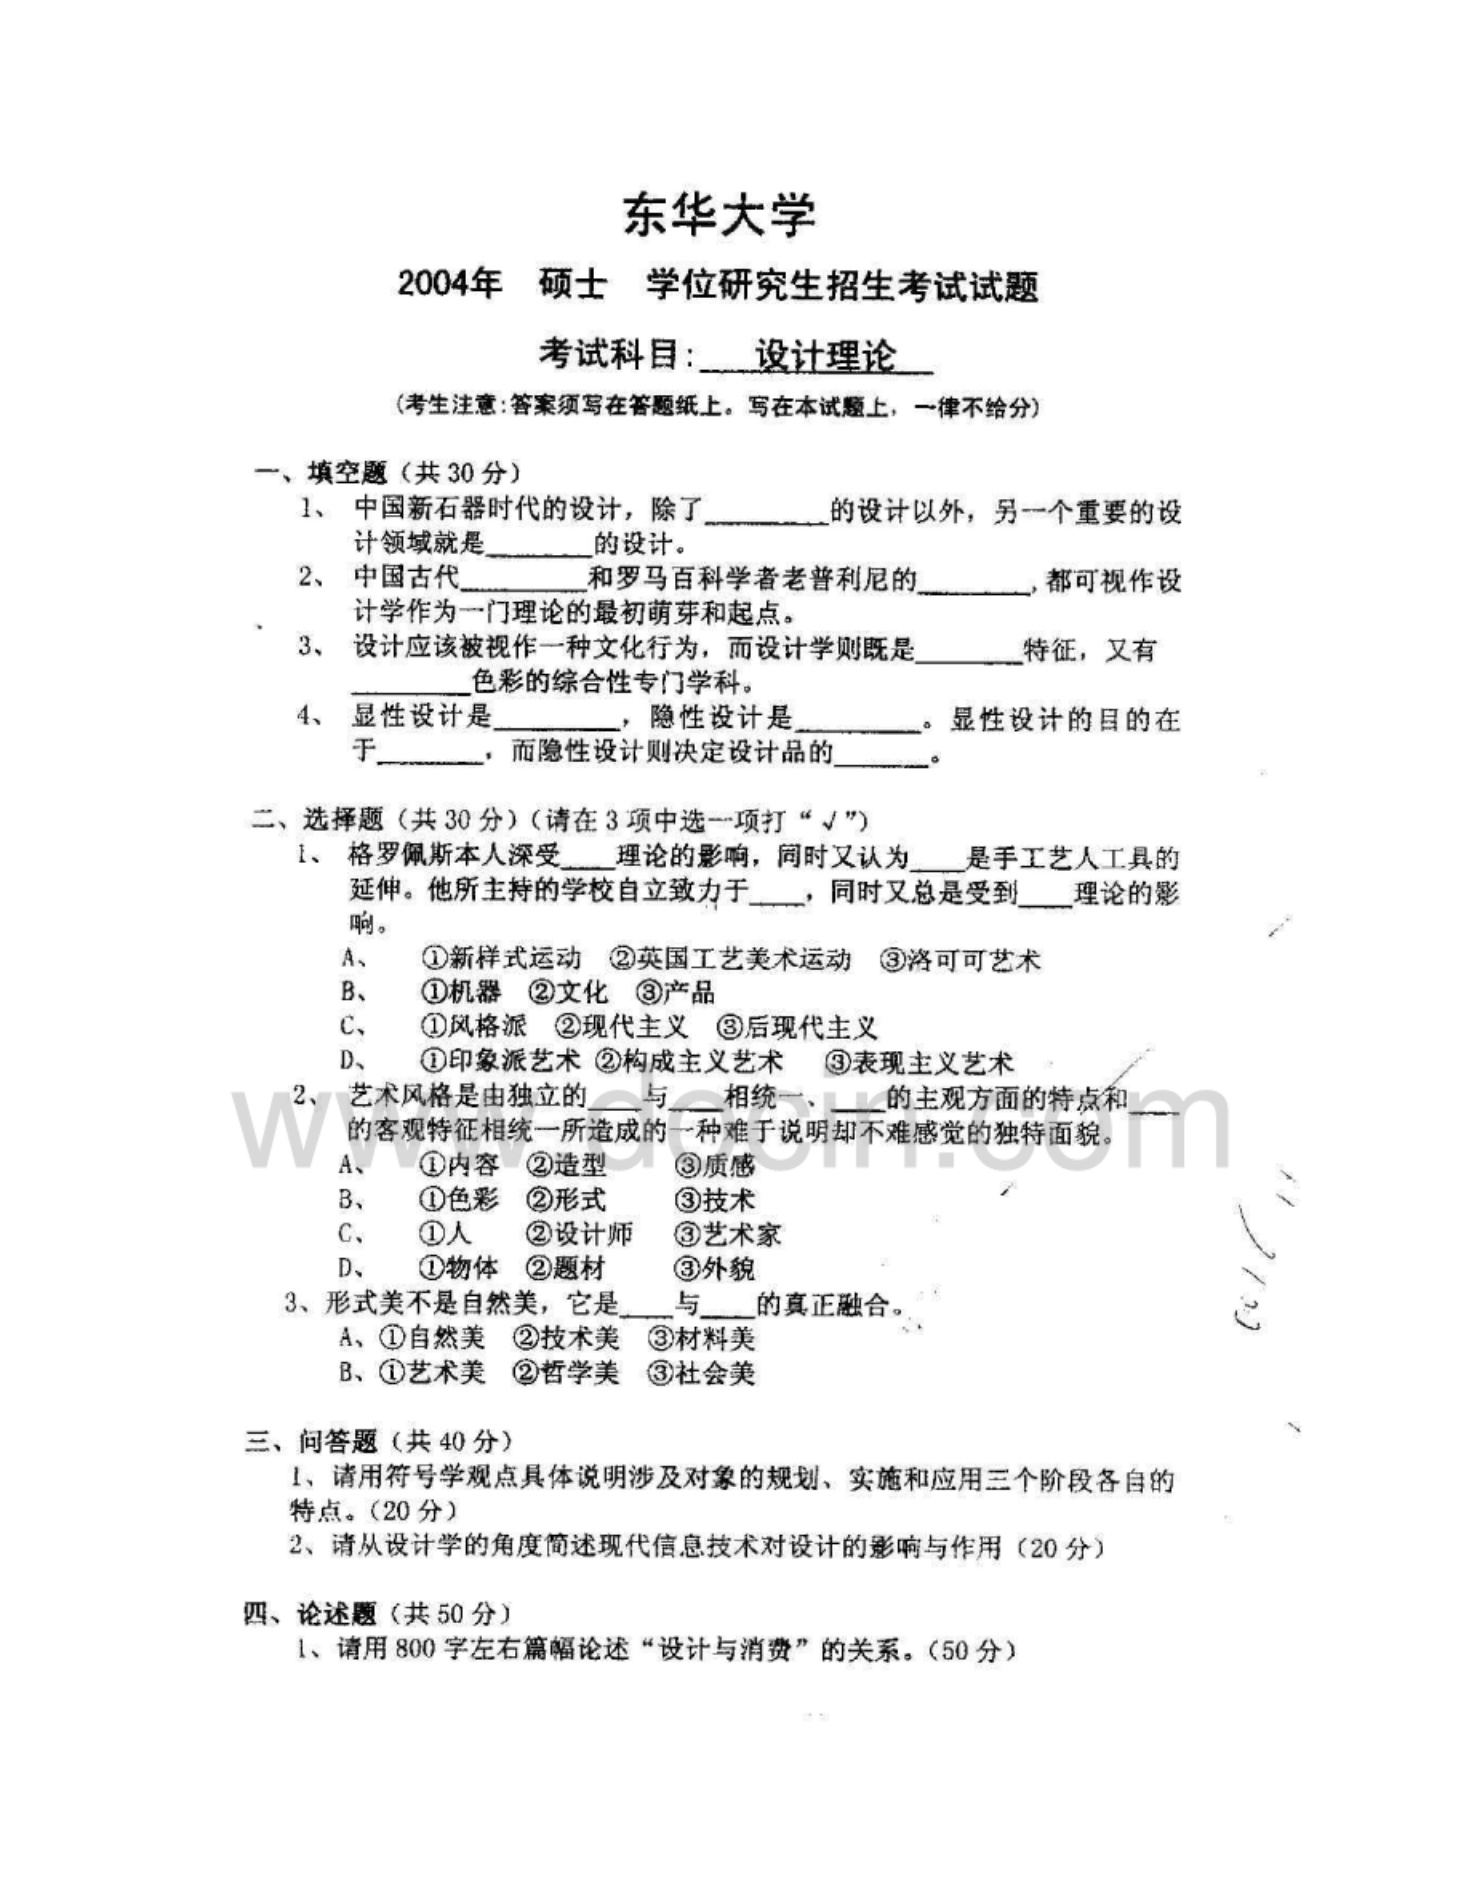 东华大学
2004年 硕士 学位研究生招生考试试题
考试科目: 设计理论
(考生注意:答案须写在答题纸上。写在本试题上，一律不给分)
一、填空题（共 30 分）
1、 中国新石器时代的设计，除了_________的设计以外，另一个重要的设
计领域就是________的设计。
2、 中国古代_________和罗马百科学者老普利尼的________,都可视作设
计学作为一门理论的最初萌芽和起点。
3、 设计应该被视作一种文化行为，而设计学则既是________特征，又有
_________色彩的综合性专门学科。
4、 显性设计是_________，隐性设计是_________。显性设计的目的在
于________，而隐性设计则决定设计品的_______。
二、选择题（共 30 分）（请在 3 项中选一项打“√”）
1、 格罗佩斯本人深受____理论的影响，同时又认为____是手工艺人工具的
延伸。他所主持的学校自立致力于____，同时又总是受到____理论的影
响。
A、 ①新样式运动 ②英国工艺美术运动 ③洛可可艺术
B、 ①机器 ②文化 ③产品
C、 ①风格派 ②现代主义 ③后现代主义
D、 ①印象派艺术 ②构成主义艺术 ③表现主义艺术
2、 艺术风格是由独立的____与____相统一、____的主观方面的特点和____
的客观特征相统一所造成的一种难于说明却不难感觉的独特面貌。
A、 ①内容 ②造型 ③质感
B、 ①色彩 ②形式 ③技术
C、 ①人 ②设计师 ③艺术家
D、 ①物体 ②题材 ③外貌
3、形式美不是自然美，它是____与____的真正融合。
A、①自然美 ②技术美 ③材料美
B、①艺术美 ②哲学美 ③社会美
三、问答题（共 40 分）
1、请用符号学观点具体说明涉及对象的规划、实施和应用三个阶段各自的
特点。（20 分）
2、请从设计学的角度简述现代信息技术对设计的影响与作用（20 分）
四、论述题（共 50 分）
1、请用 800 字左右篇幅论述“设计与消费”的关系。（50 分）
www.docin.com